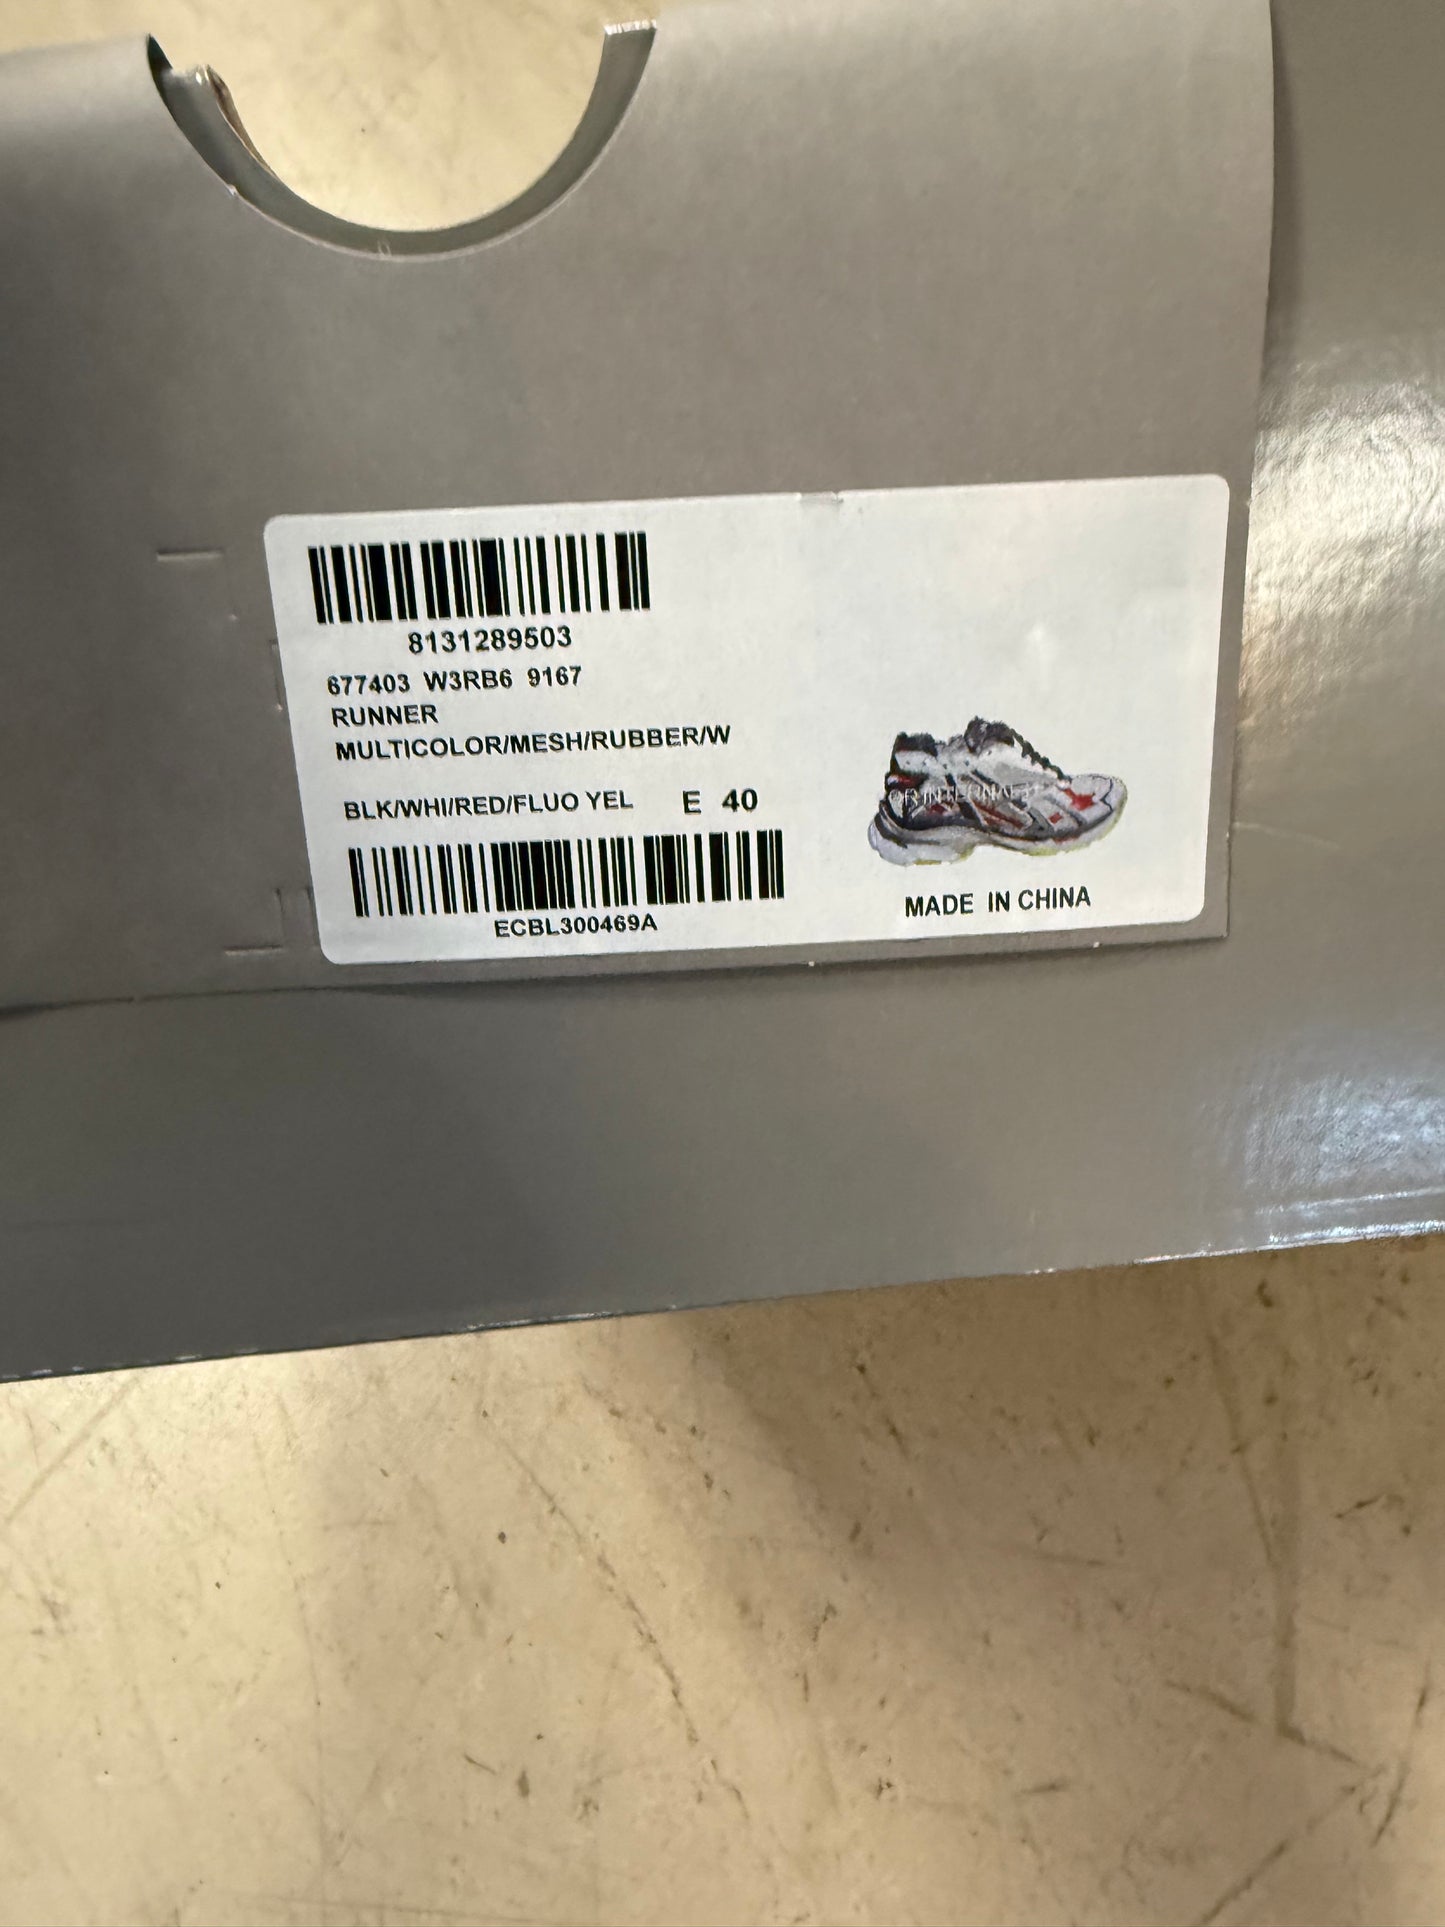 8131289503
677403 W3RB6 9167
RUNNER
MULTICOLOR/MESH/RUBBER/W
BLK/WHI/RED/FLUO YEL E 40
ECBL300469A
MADE IN CHINA